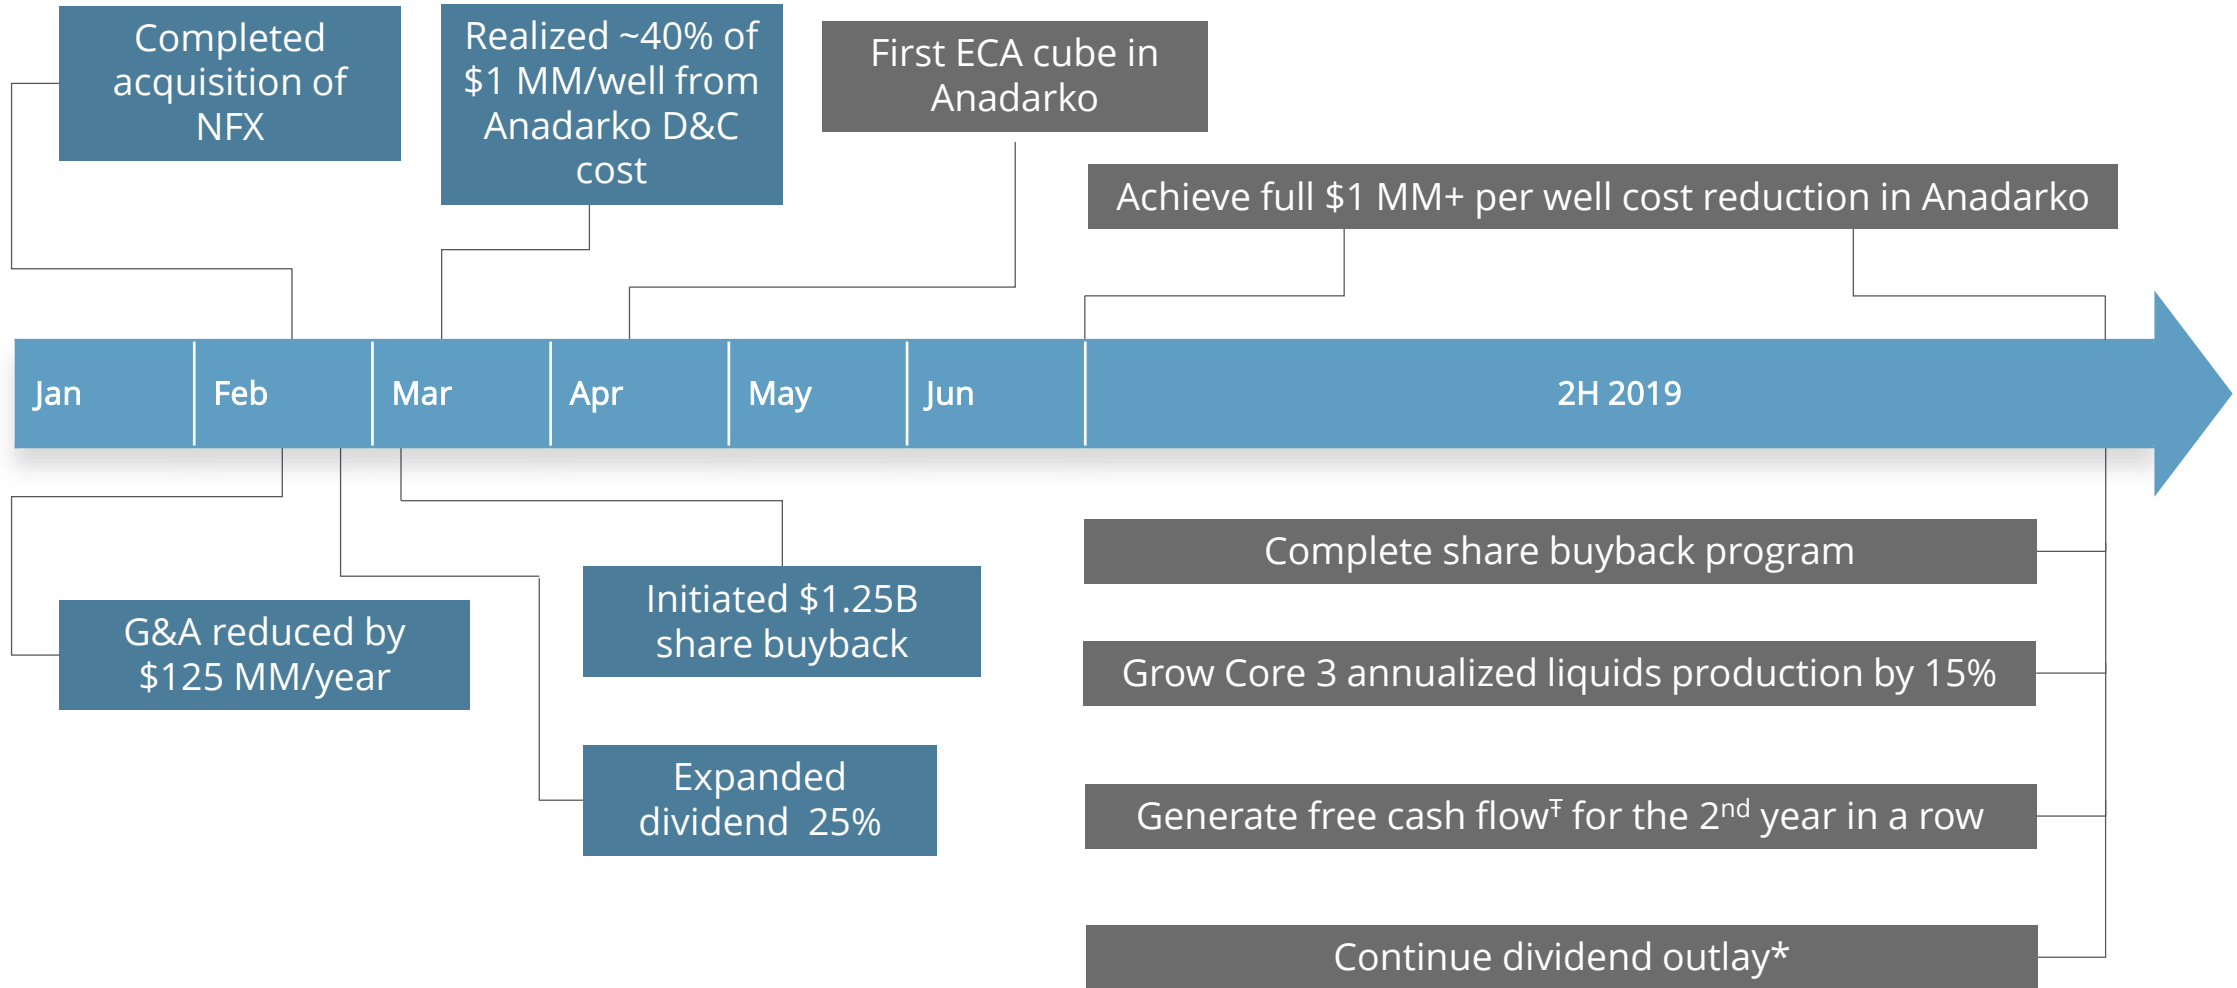 Completed
acquisition of
NFX
Realized ~40% of
$1 MM/well from
Anadarko D&C
cost
First ECA cube in
Anadarko
Achieve full $1 MM+ per well cost reduction in Anadarko
Jan
Feb
Mar
Apr
May
Jun
2H 2019
G&A reduced by
$125 MM/year
Initiated $1.25B
share buyback
Expanded
dividend  25%
Complete share buyback program
Grow Core 3 annualized liquids production by 15%
Generate free cash flow^Ŧ for the 2nd year in a row
Continue dividend outlay*